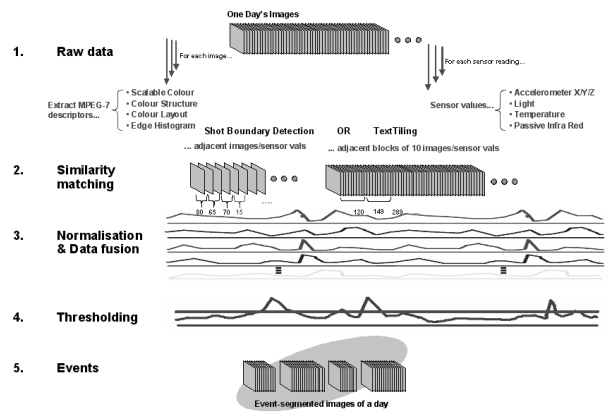 One Day's Images
1. Raw data
For each image...
For each sensor reading...
Extract MPEG-7
descriptors...
• Scalable Colour
• Colour Structure
• Colour Layout
• Edge Histogram
Sensor values...
• Accelerometer X/Y/Z
• Light
• Temperature
• Passive Infra Red
Shot Boundary Detection OR TextTiling
... adjacent images/sensor vals
... adjacent blocks of 10 images/sensor vals
2. Similarity
matching
80 65 70 15 ......
120 149 289
3. Normalisation
& Data fusion
=
=
4. Thresholding
5. Events
Event-segmented images of a day